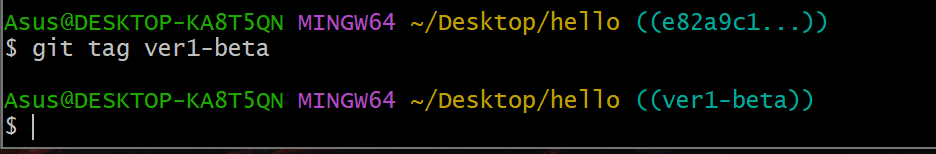 Asus@DESKTOP-KA8T5QN MINGW64 ~/Desktop/hello ((e82a9c1...))
$ git tag ver1-beta
Asus@DESKTOP-KA8T5QN MINGW64 ~/Desktop/hello ((ver1-beta))
$